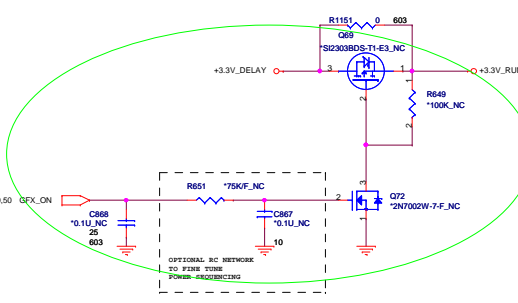 R1151 0 603
Q69
*SI2303BDS-T1-E3_NC
+3.3V_DELAY 3 1 +3.3V_RU
2
1
R649
*100K_NC
2
R651 *75K/F_NC
3
Q72
*2N7002W-7-F_NC
2
1
,50 GFX_ON
C868
*0.1U_NC
25
603
C867
*0.1U_NC
10
OPTIONAL RC NETWORK
TO FINE TUNE
POWER SEQUENCING